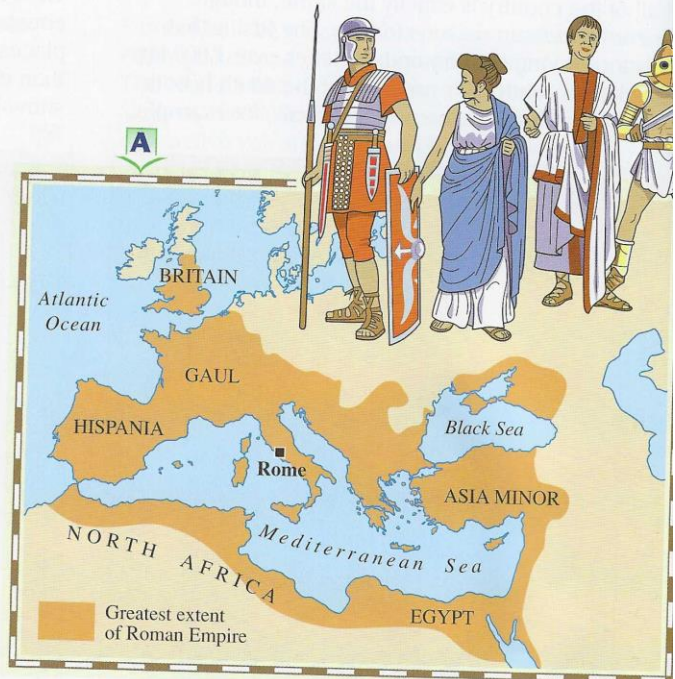 A
BRITAIN
Atlantic
Ocean
GAUL
HISPANIA
Black Sea
Rome
ASIA MINOR
Mediterranean Sea
NORTH AFRICA
EGYPT
Greatest extent
of Roman Empire